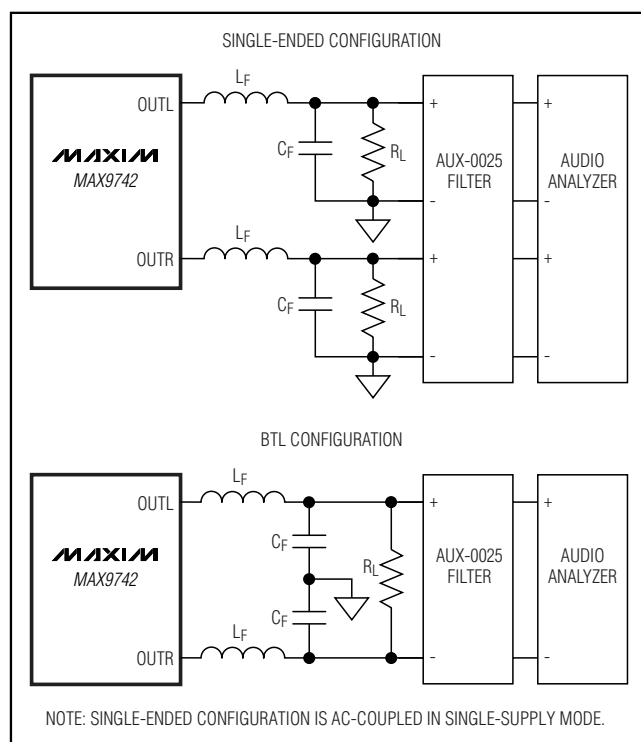 SINGLE-ENDED CONFIGURATION
LF
OUTL
CF
RL
MAXIM
MAX9742
+
-
AUX-0025
FILTER
+
-
AUDIO
ANALYZER
LF
OUTR
CF
RL
+
-
+
-
BTL CONFIGURATION
LF
OUTL
CF
MAXIM
MAX9742
RL
CF
LF
OUTR
+
-
AUX-0025
FILTER
+
-
AUDIO
ANALYZER
NOTE: SINGLE-ENDED CONFIGURATION IS AC-COUPLED IN SINGLE-SUPPLY MODE.